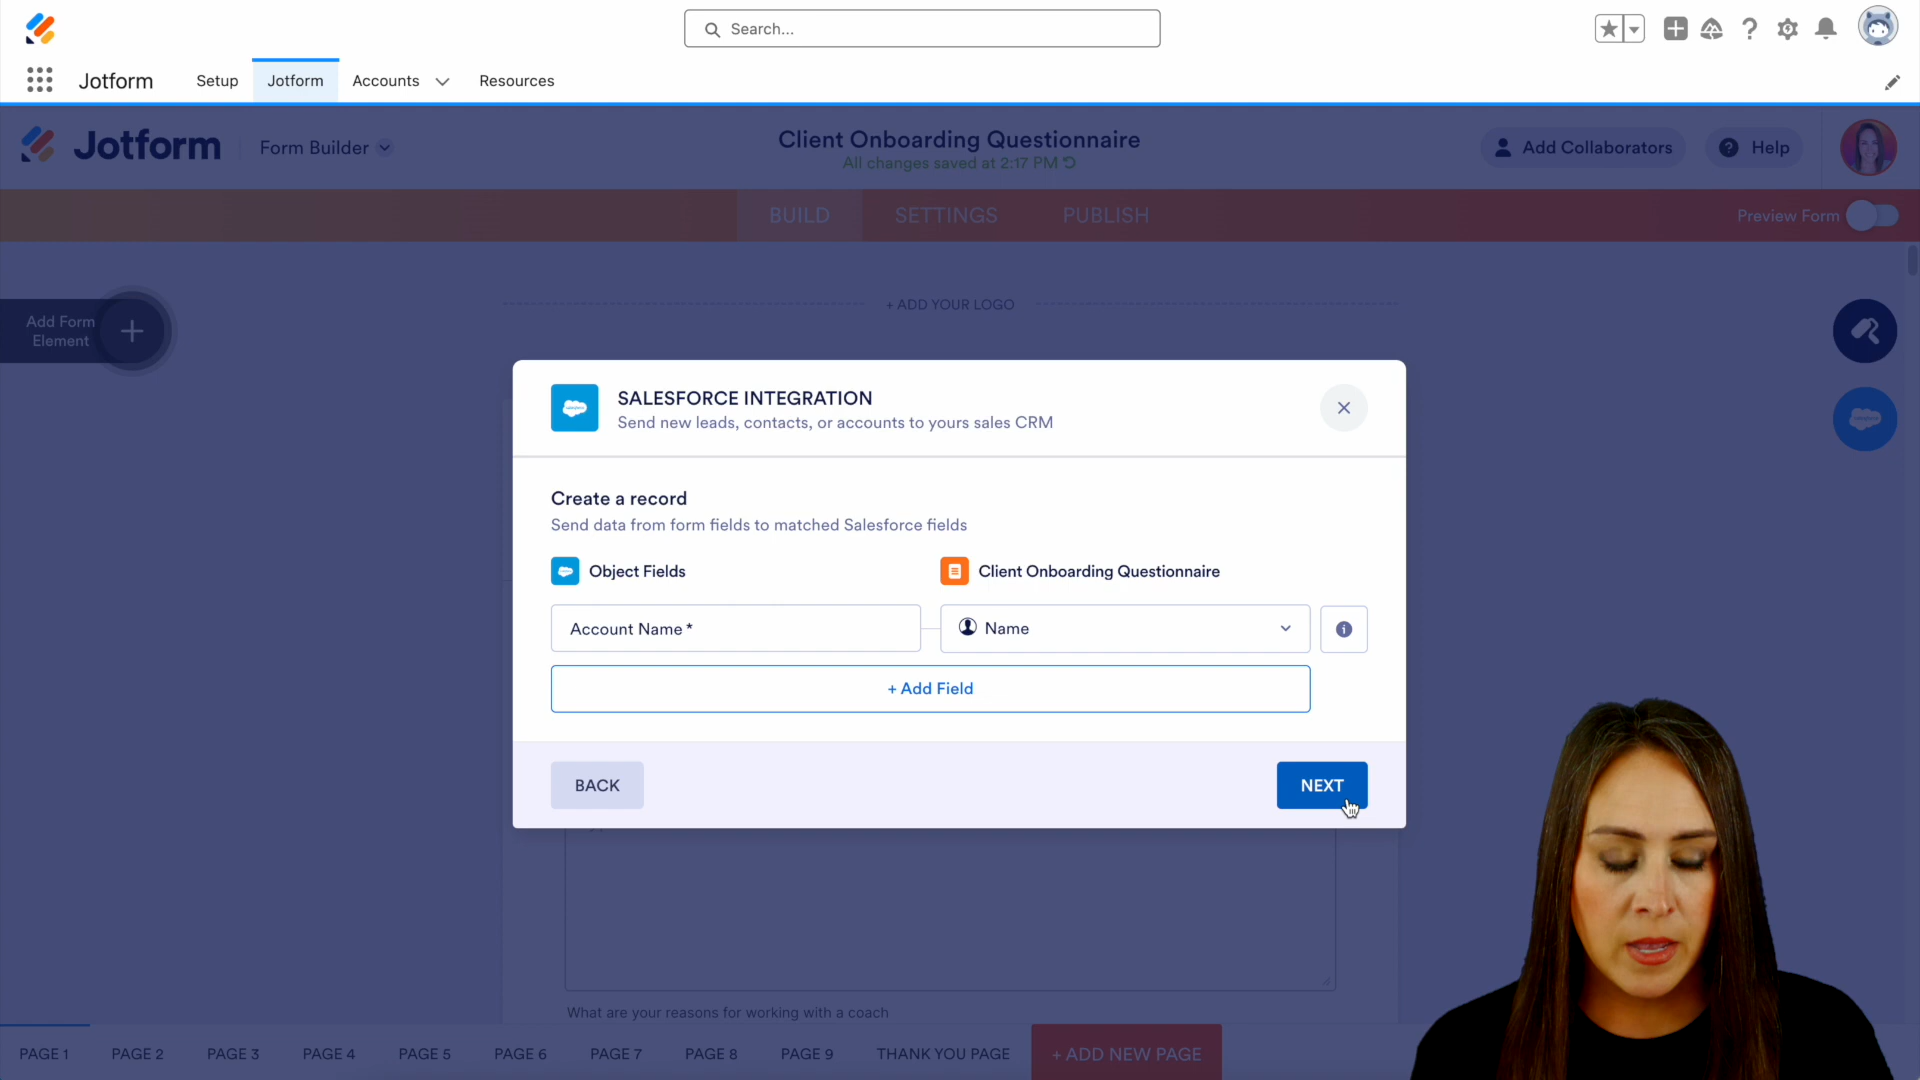 Search...
Jotform
Setup
Jotform
Accounts
Resources
Jotform
Form Builder
Client Onboarding Questionnaire
All changes saved at 2:17 PM
Add Collaborators
Help
BUILD
SETTINGS
PUBLISH
Preview Form
+ ADD YOUR LOGO
Add Form
Element
SALESFORCE INTEGRATION
Send new leads, contacts, or accounts to yours sales CRM
Create a record
Send data from form fields to matched Salesforce fields
Object Fields
Client Onboarding Questionnaire
Account Name *
Name
+ Add Field
BACK
NEXT
What are your reasons for working with a coach
PAGE 1
PAGE 2
PAGE 3
PAGE 4
PAGE 5
PAGE 6
PAGE 7
PAGE 8
PAGE 9
THANK YOU PAGE
+ ADD NEW PAGE